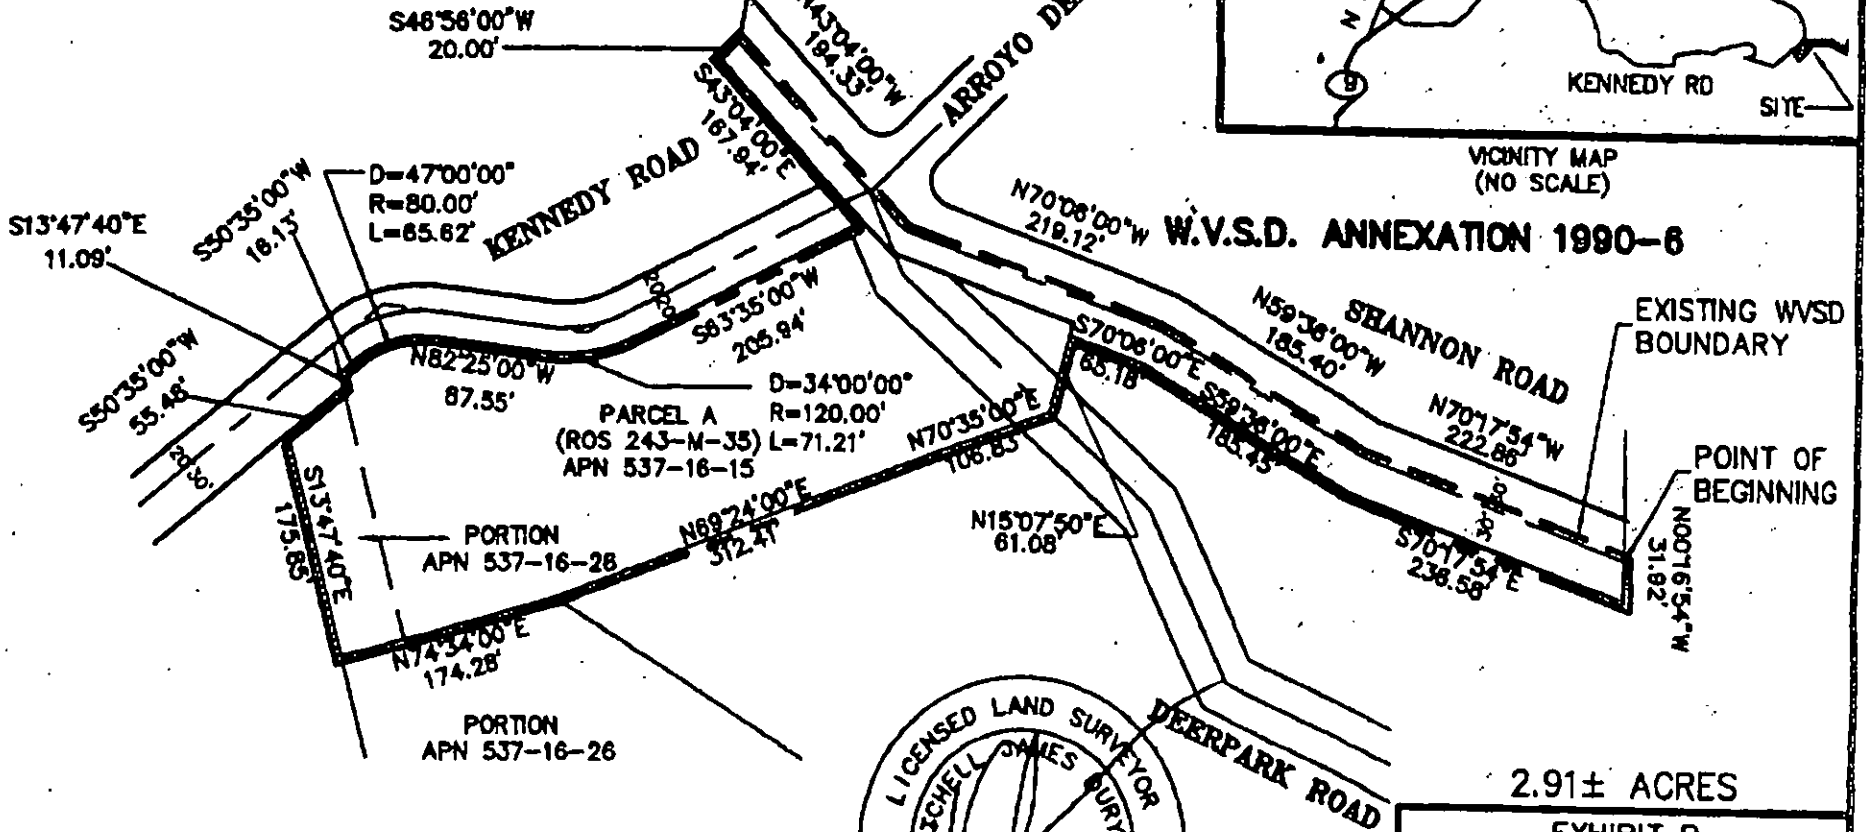 S46°56'00"W
20.00'
N43°04'00"W
194.33'
S43°04'00"E
167.94'
KENNEDY RD
SITE
VICINITY MAP
(NO SCALE)
KENNEDY ROAD
D=47°00'00"
R=80.00'
L=65.62'
S50°35'00"W
16.13'
S13°47'40"E
11.09'
N70°06'00"W
219.12'
W.V.S.D. ANNEXATION 1990-6
N59°36'00"W
185.40'
SHANNON ROAD
EXISTING WVSD
BOUNDARY
S63°35'00"W
205.94'
S70°06'00"E
65.18'
S50°35'00"W
55.48'
N82°25'00"W
67.55'
D=34°00'00"
R=120.00'
L=71.21'
PARCEL A
(ROS 243-M-35)
APN 537-16-15
N70°35'00"E
106.83'
S59°36'00"E
185.45'
N70°17'54"W
222.86'
POINT OF
BEGINNING
S13°47'40"E
175.85'
PORTION
APN 537-16-26
N69°24'00"E
312.41'
N15°07'50"E
61.08'
S70°17'54"E
236.58'
N00°16'54"W
31.92'
N74°34'00"E
174.28'
PORTION
APN 537-16-26
LICENSED LAND SURVEYOR
JAMES
DEERPARK ROAD
2.91± ACRES